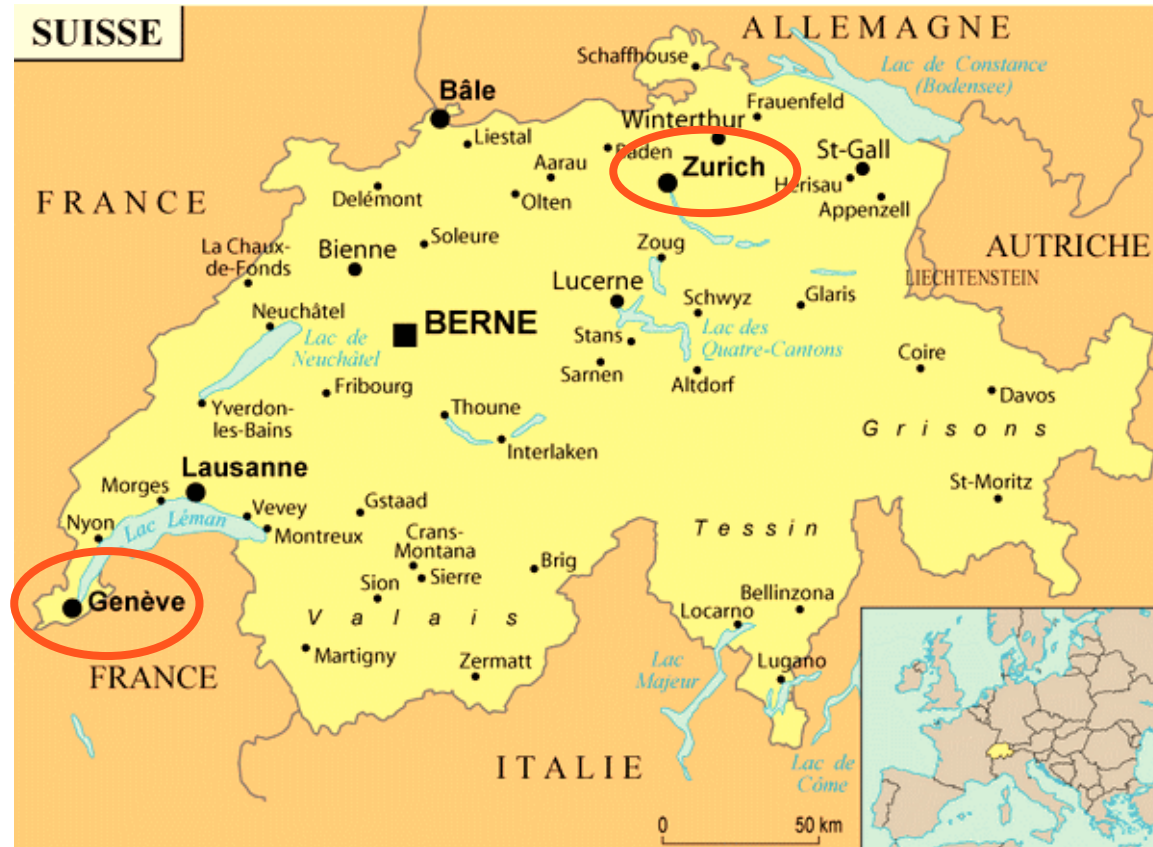 SUISSE
ALLEMAGNE
Schaffhouse
Lac de Constance
(Bodensee)
Bâle
Frauenfeld
Winterthur
Liestal
Baden
Aarau
Zurich
St-Gall
Herisau
Delémont
Olten
Appenzell
FRANCE
Soleure
Zoug
AUTRICHE
La Chaux-
de-Fonds
Bienne
LIECHTENSTEIN
Lucerne
Schwyz
Glaris
Neuchâtel
BERNE
Lac de
Neuchâtel
Stans
Lac des
Quatre-Cantons
Sarnen
Altdorf
Coire
Fribourg
Davos
Yverdon-
les-Bains
Thoune
Grisons
Interlaken
Lausanne
Morges
St-Moritz
Vevey
Gstaad
Nyon
Lac Léman
Montreux
Tessin
Crans-
Montana
Brig
Sion
Sierre
Genève
Bellinzona
Valais
Locarno
Martigny
Zermatt
FRANCE
Lac
Majeur
Lugano
ITALIE
Lac de
Côme
0
50 km